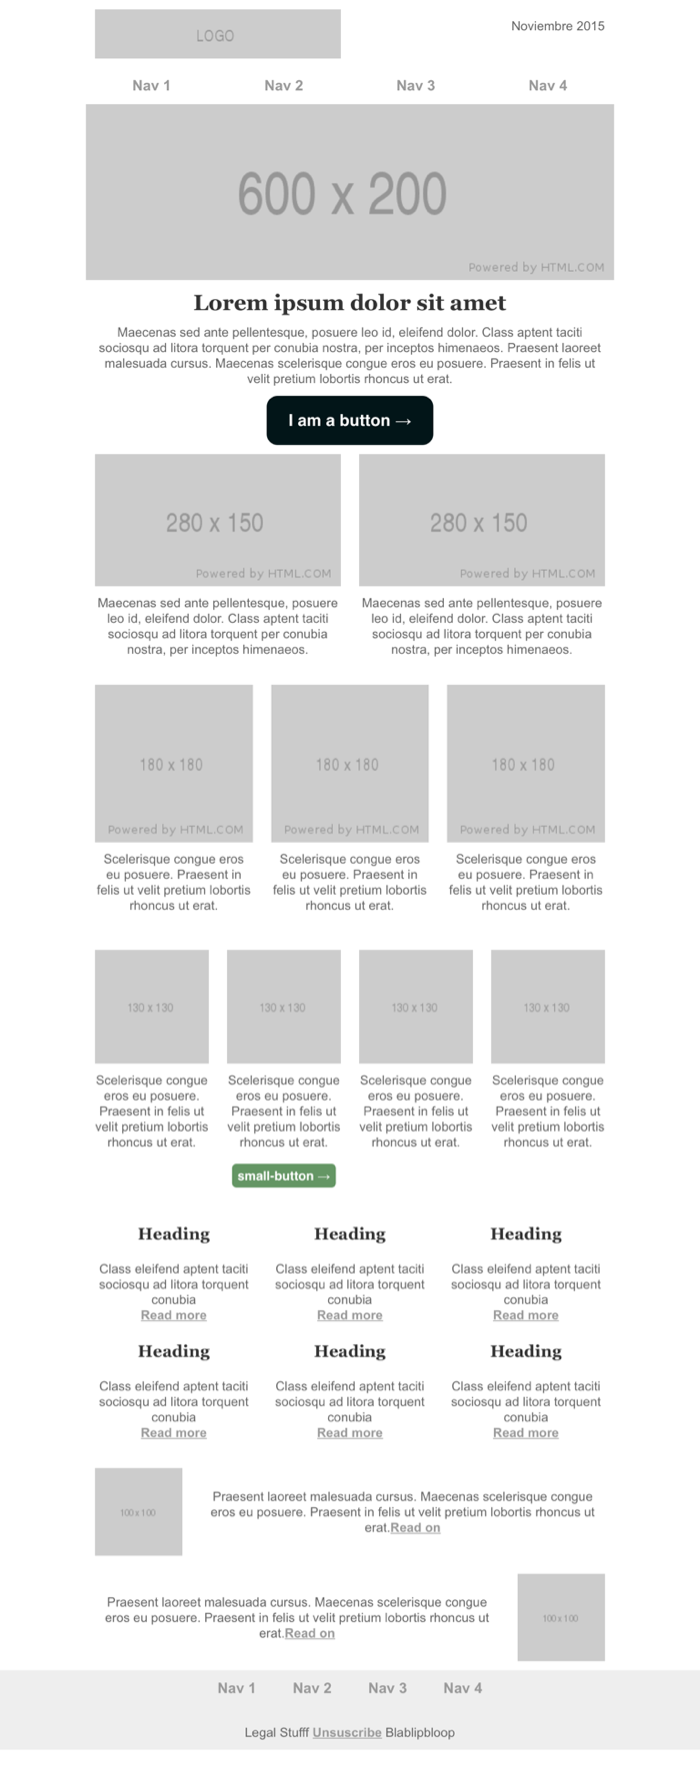 LOGO
Noviembre 2015
Nav 1 Nav 2 Nav 3 Nav 4
600 x 200
Powered by HTML.COM
Lorem ipsum dolor sit amet
Maecenas sed ante pellentesque, posuere leo id, eleifend dolor. Class aptent taciti
sociosqu ad litora torquent per conubia nostra, per inceptos himenaeos. Praesent laoreet
malesuada cursus. Maecenas scelerisque congue eros eu posuere. Praesent in felis ut
velit pretium lobortis rhoncus ut erat.
I am a button →
280 x 150
Powered by HTML.COM
Maecenas sed ante pellentesque, posuere
leo id, eleifend dolor. Class aptent taciti
sociosqu ad litora torquent per conubia
nostra, per inceptos himenaeos.
280 x 150
Powered by HTML.COM
Maecenas sed ante pellentesque, posuere
leo id, eleifend dolor. Class aptent taciti
sociosqu ad litora torquent per conubia
nostra, per inceptos himenaeos.
180 x 180
Powered by HTML.COM
Scelerisque congue eros
eu posuere. Praesent in
felis ut velit pretium lobortis
rhoncus ut erat.
180 x 180
Powered by HTML.COM
Scelerisque congue eros
eu posuere. Praesent in
felis ut velit pretium lobortis
rhoncus ut erat.
180 x 180
Powered by HTML.COM
Scelerisque congue eros
eu posuere. Praesent in
felis ut velit pretium lobortis
rhoncus ut erat.
130 x 130
Scelerisque congue
eros eu posuere.
Praesent in felis ut
velit pretium lobortis
rhoncus ut erat.
130 x 130
Scelerisque congue
eros eu posuere.
Praesent in felis ut
velit pretium lobortis
rhoncus ut erat.
small-button →
130 x 130
Scelerisque congue
eros eu posuere.
Praesent in felis ut
velit pretium lobortis
rhoncus ut erat.
130 x 130
Scelerisque congue
eros eu posuere.
Praesent in felis ut
velit pretium lobortis
rhoncus ut erat.
Heading
Class eleifend aptent taciti
sociosqu ad litora torquent
conubia
Read more
Heading
Class eleifend aptent taciti
sociosqu ad litora torquent
conubia
Read more
Heading
Class eleifend aptent taciti
sociosqu ad litora torquent
conubia
Read more
Heading
Class eleifend aptent taciti
sociosqu ad litora torquent
conubia
Read more
Heading
Class eleifend aptent taciti
sociosqu ad litora torquent
conubia
Read more
Heading
Class eleifend aptent taciti
sociosqu ad litora torquent
conubia
Read more
100 x 100
Praesent laoreet malesuada cursus. Maecenas scelerisque congue
eros eu posuere. Praesent in felis ut velit pretium lobortis rhoncus ut
erat.Read on
Praesent laoreet malesuada cursus. Maecenas scelerisque congue
eros eu posuere. Praesent in felis ut velit pretium lobortis rhoncus ut
erat.Read on
100 x 100
Nav 1 Nav 2 Nav 3 Nav 4
Legal Stufff Unsuscribe Blablipbloop